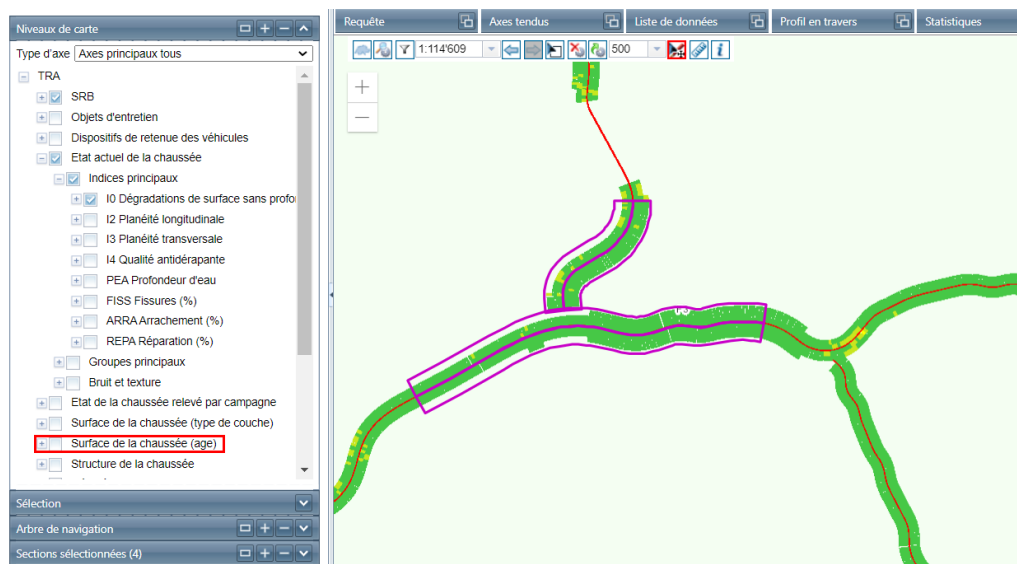 Niveaux de carte
Type d'axe Axes principaux tous
TRA
SRB
Objets d'entretien
Dispositifs de retenue des véhicules
Etat actuel de la chaussée
Indices principaux
I0 Dégradations de surface sans profo
I2 Planéité longitudinale
I3 Planéité transversale
I4 Qualité antidérapante
PEA Profondeur d'eau
FISS Fissures (%)
ARRA Arrachement (%)
REPA Réparation (%)
Groupes principaux
Bruit et texture
Etat de la chaussée relevé par campagne
Surface de la chaussée (type de couche)
Surface de la chaussée (age)
Structure de la chaussée
Sélection
Arbre de navigation
Sections sélectionnées (4)
Requête Axes tendus Liste de données Profil en travers Statistiques
1:114'609 500